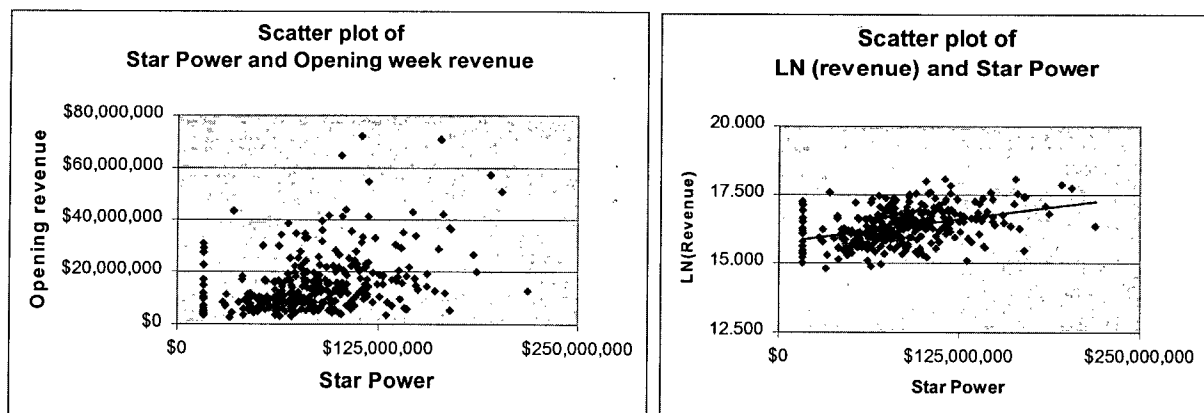 Scatter plot of
Star Power and Opening week revenue
Opening revenue
$80,000,000
$60,000,000
$40,000,000
$20,000,000
$0
$0
$125,000,000
$250,000,000
Star Power
Scatter plot of
LN (revenue) and Star Power
LN(Revenue)
20.000
17.500
15.000
12.500
$0
$125,000,000
$250,000,000
Star Power